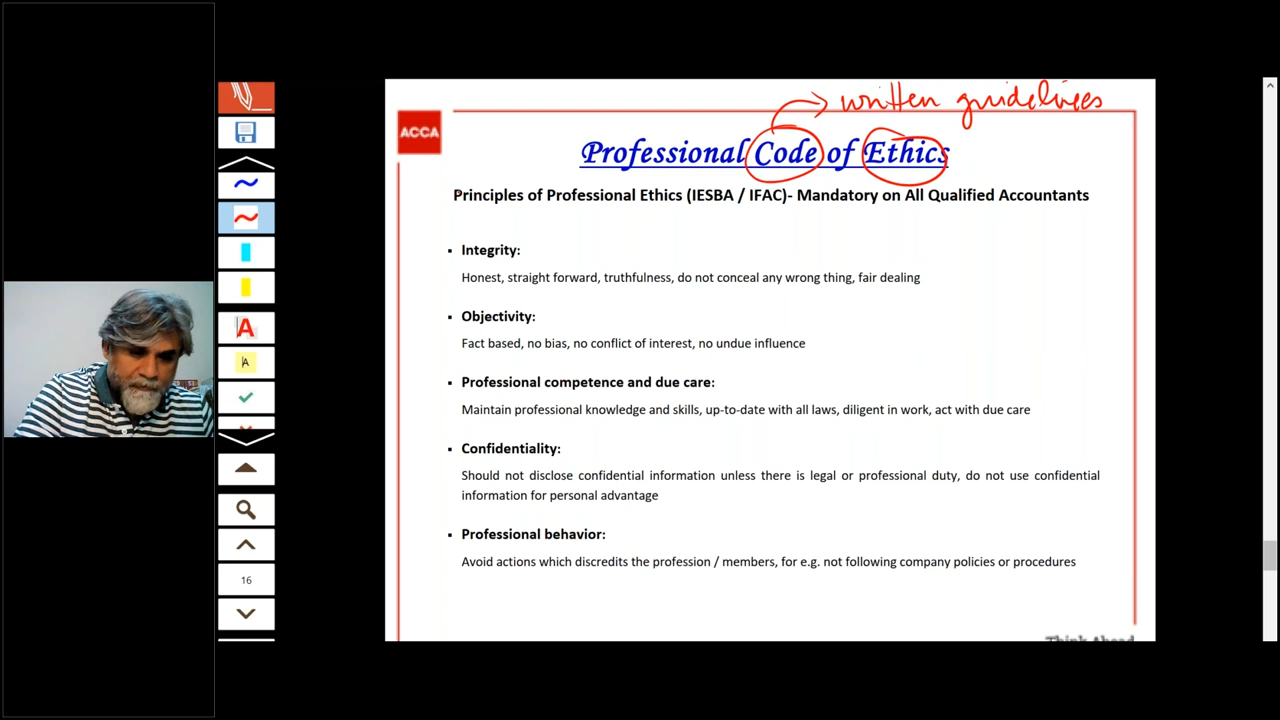 written guidelines
ACCA
Professional Code of Ethics
Principles of Professional Ethics (IESBA / IFAC)- Mandatory on All Qualified Accountants
▪ Integrity:
Honest, straight forward, truthfulness, do not conceal any wrong thing, fair dealing
▪ Objectivity:
Fact based, no bias, no conflict of interest, no undue influence
▪ Professional competence and due care:
Maintain professional knowledge and skills, up-to-date with all laws, diligent in work, act with due care
▪ Confidentiality:
Should not disclose confidential information unless there is legal or professional duty, do not use confidential
information for personal advantage
▪ Professional behavior:
Avoid actions which discredits the profession / members, for e.g. not following company policies or procedures
Think Ahead
A
A
16